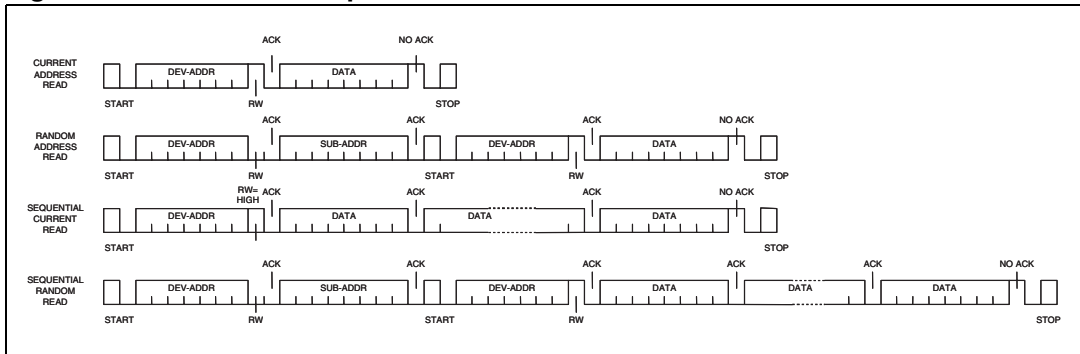 ACK NO ACK
CURRENT
ADDRESS
READ
DEV-ADDR DATA
START RW STOP
ACK ACK ACK NO ACK
RANDOM
ADDRESS
READ
DEV-ADDR SUB-ADDR DEV-ADDR DATA
START RW START RW STOP
RW=
HIGH
ACK ACK ACK NO ACK
SEQUENTIAL
CURRENT
READ
DEV-ADDR DATA DATA DATA
START STOP
ACK ACK ACK ACK ACK NO ACK
SEQUENTIAL
RANDOM
READ
DEV-ADDR SUB-ADDR DEV-ADDR DATA DATA DATA
START RW START RW STOP